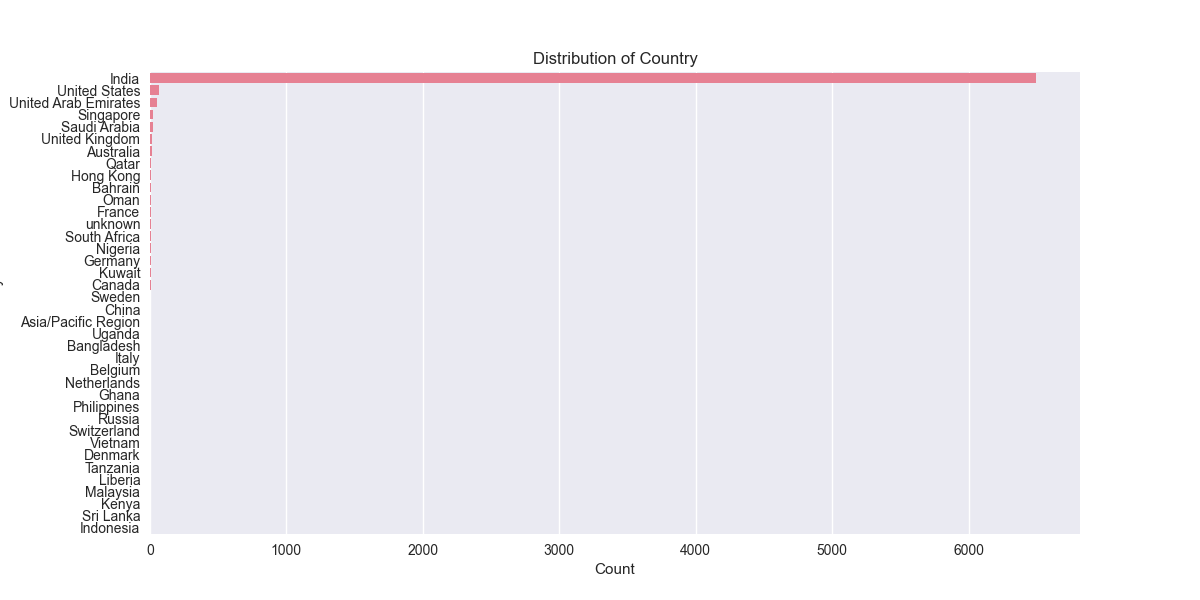 Distribution of Country
India
United States
United Arab Emirates
Singapore
Saudi Arabia
United Kingdom
Australia
Qatar
Hong Kong
Bahrain
Oman
France
unknown
South Africa
Nigeria
Germany
Kuwait
Canada
Sweden
China
Asia/Pacific Region
Uganda
Bangladesh
Italy
Belgium
Netherlands
Ghana
Philippines
Russia
Switzerland
Vietnam
Denmark
Tanzania
Liberia
Malaysia
Kenya
Sri Lanka
Indonesia
0 1000 2000 3000 4000 5000 6000
Count